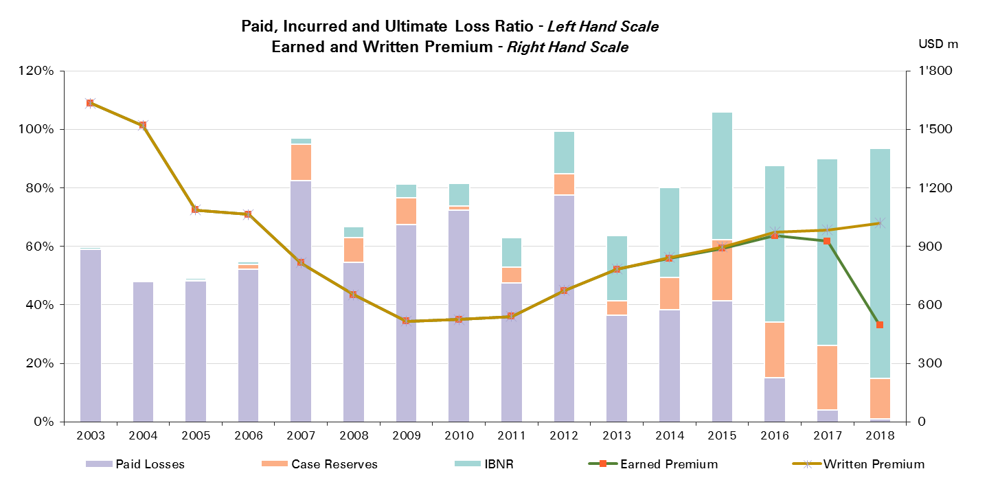 Paid, Incurred and Ultimate Loss Ratio - Left Hand Scale
Earned and Written Premium - Right Hand Scale
USD m
120%
100%
80%
60%
40%
20%
0%
1'800
1'500
1'200
900
600
300
0
2003 2004 2005 2006 2007 2008 2009 2010 2011 2012 2013 2014 2015 2016 2017 2018
Paid Losses Case Reserves IBNR Earned Premium Written Premium